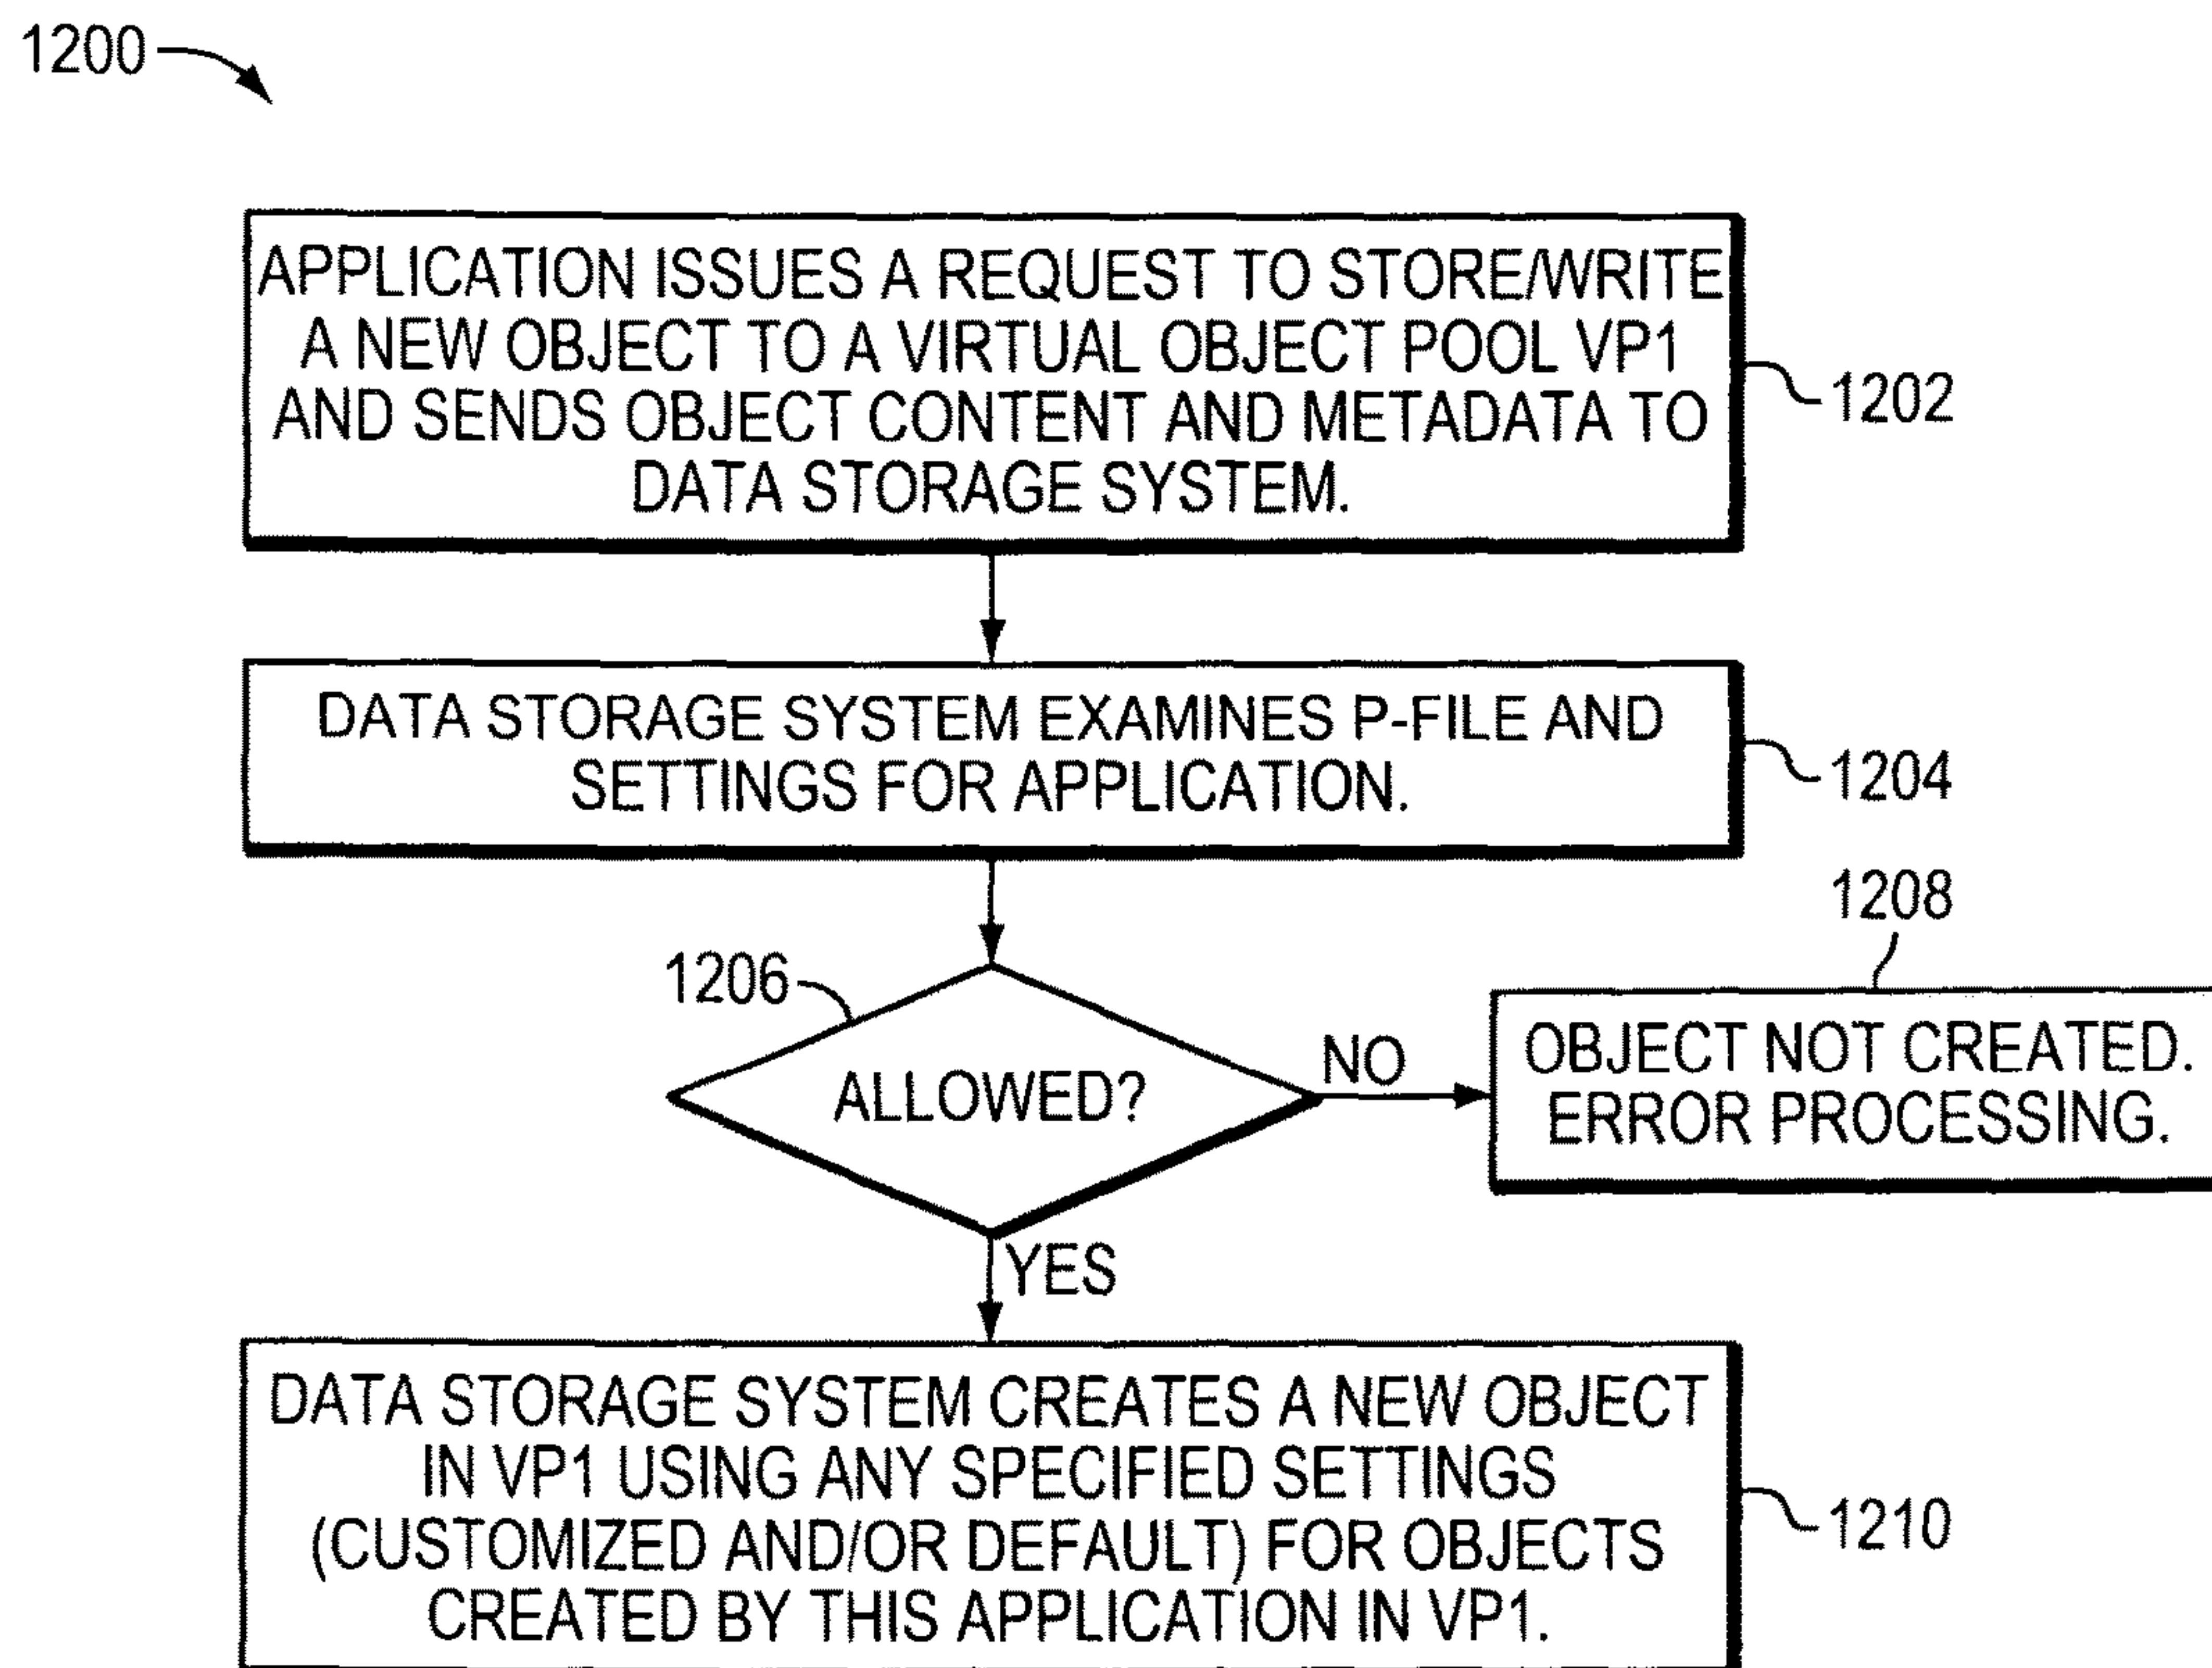 1200
APPLICATION ISSUES A REQUEST TO STORE/WRITE
A NEW OBJECT TO A VIRTUAL OBJECT POOL VP1
AND SENDS OBJECT CONTENT AND METADATA TO
DATA STORAGE SYSTEM.
1202
DATA STORAGE SYSTEM EXAMINES P-FILE AND
SETTINGS FOR APPLICATION.
1204
1206
ALLOWED?
NO
1208
OBJECT NOT CREATED.
ERROR PROCESSING.
YES
DATA STORAGE SYSTEM CREATES A NEW OBJECT
IN VP1 USING ANY SPECIFIED SETTINGS
(CUSTOMIZED AND/OR DEFAULT) FOR OBJECTS
CREATED BY THIS APPLICATION IN VP1.
1210